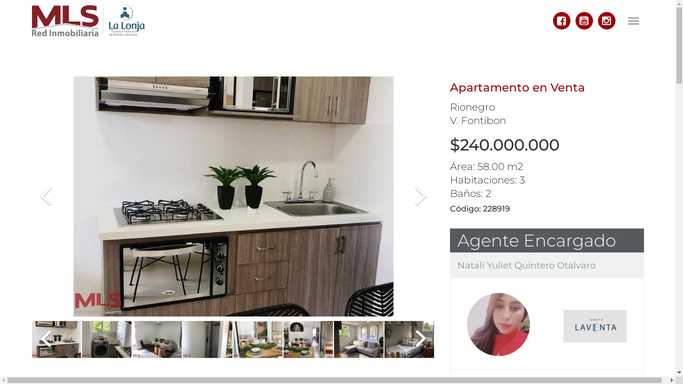 MLS
Red Inmobiliaria
La Lonja
Apartamento en Venta
Rionegro
V. Fontibon
$240.000.000
Área: 58.00 m2
Habitaciones: 3
Baños: 2
Código: 228919
MLS
Agente Encargado
Natali Yuliet Quintero Otalvaro
LAVENTA